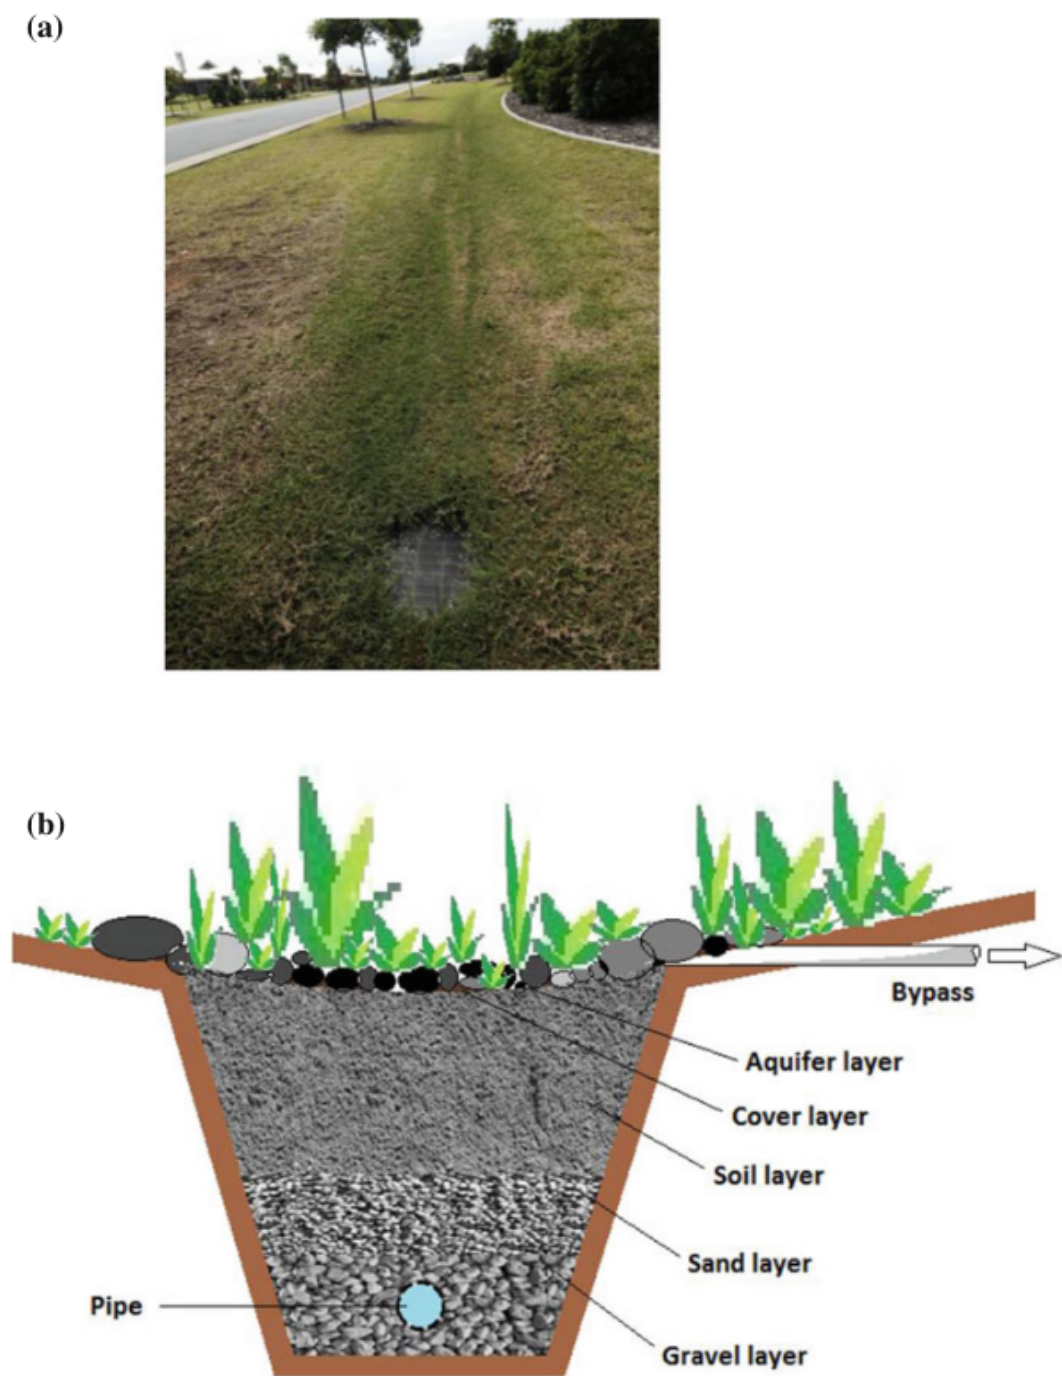 (a)
(b)
Bypass
Aquifer layer
Cover layer
Soil layer
Sand layer
Pipe
Gravel layer